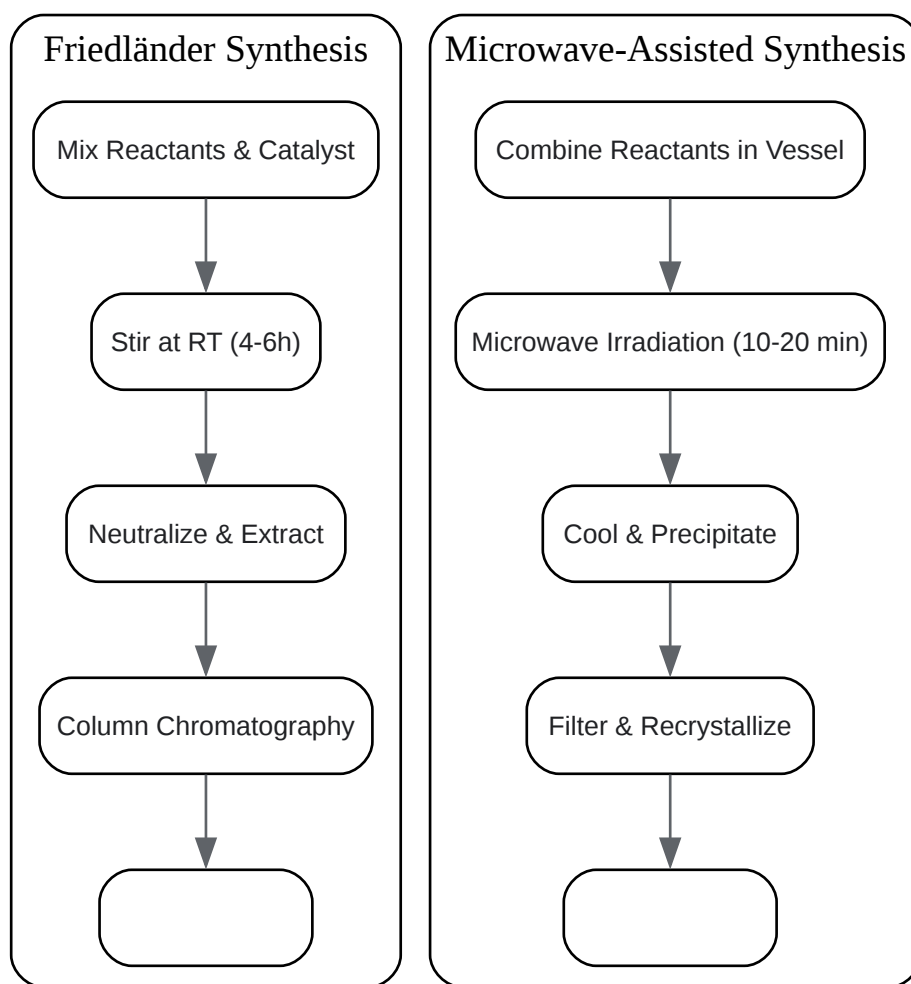 Friedländer Synthesis
Mix Reactants & Catalyst
Stir at RT (4-6h)
Neutralize & Extract
Column Chromatography
Microwave-Assisted Synthesis
Combine Reactants in Vessel
Microwave Irradiation (10-20 min)
Cool & Precipitate
Filter & Recrystallize